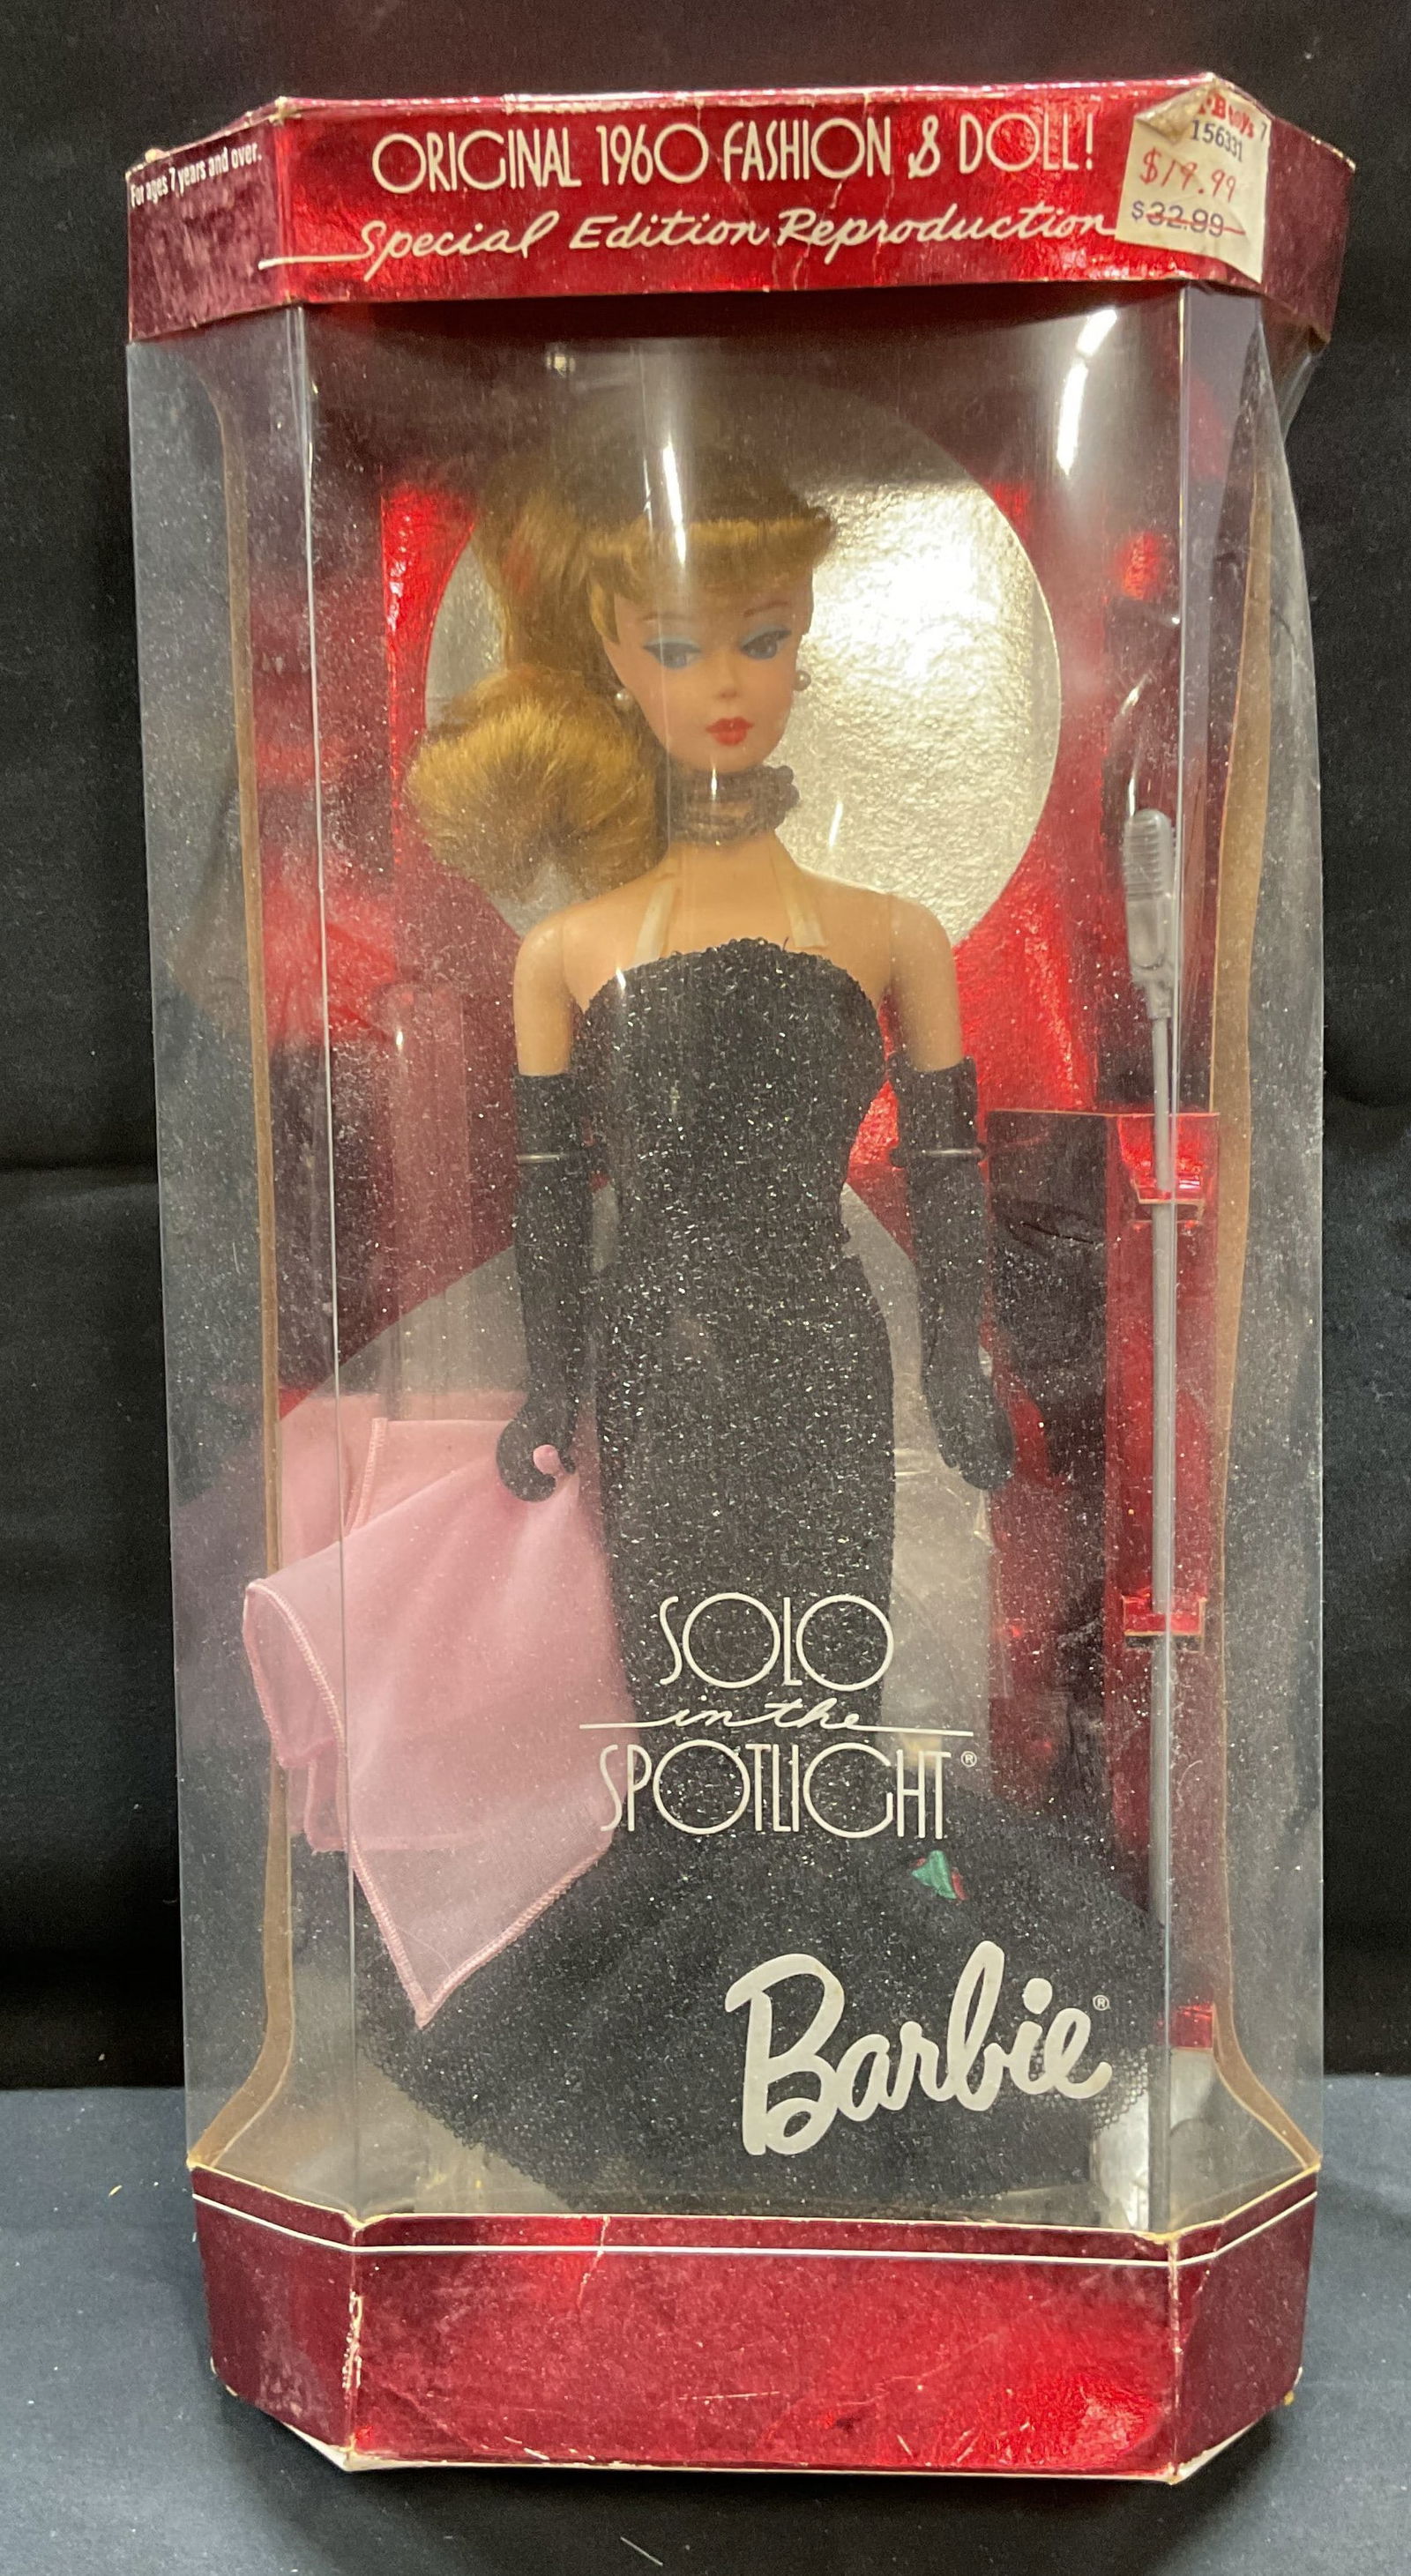 For ages 7 years and over.
ORIGINAL 1960 FASHION & DOLL!
Special Edition Reproduction
156331
$19.99
$32.99
SOLO
in the
SPOTLIGHT®
Barbie®